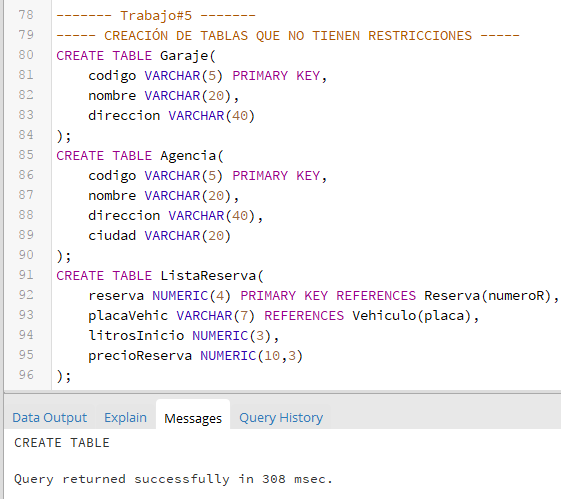 78 ------- Trabajo#5 -------
79 ----- CREACIÓN DE TABLAS QUE NO TIENEN RESTRICCIONES -----
80 CREATE TABLE Garaje(
81     codigo VARCHAR(5) PRIMARY KEY,
82     nombre VARCHAR(20),
83     direccion VARCHAR(40)
84 );
85 CREATE TABLE Agencia(
86     codigo VARCHAR(5) PRIMARY KEY,
87     nombre VARCHAR(20),
88     direccion VARCHAR(40),
89     ciudad VARCHAR(20)
90 );
91 CREATE TABLE ListaReserva(
92     reserva NUMERIC(4) PRIMARY KEY REFERENCES Reserva(numeroR),
93     placaVehic VARCHAR(7) REFERENCES Vehiculo(placa),
94     litrosInicio NUMERIC(3),
95     precioReserva NUMERIC(10,3)
96 );
Data Output Explain Messages Query History
CREATE TABLE
Query returned successfully in 308 msec.